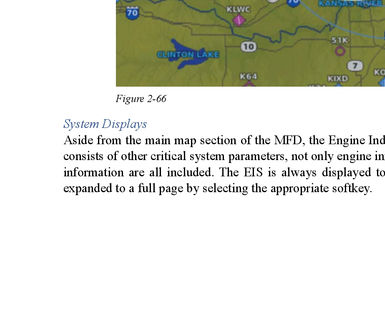 70
70
KANSAS RIVER
KLWC
51K
10
CLINTON LAKE
7
K64
KIXD
Figure 2-66
System Displays
Aside from the main map section of the MFD, the Engine Ind
consists of other critical system parameters, not only engine in
information are all included. The EIS is always displayed to
expanded to a full page by selecting the appropriate softkey.